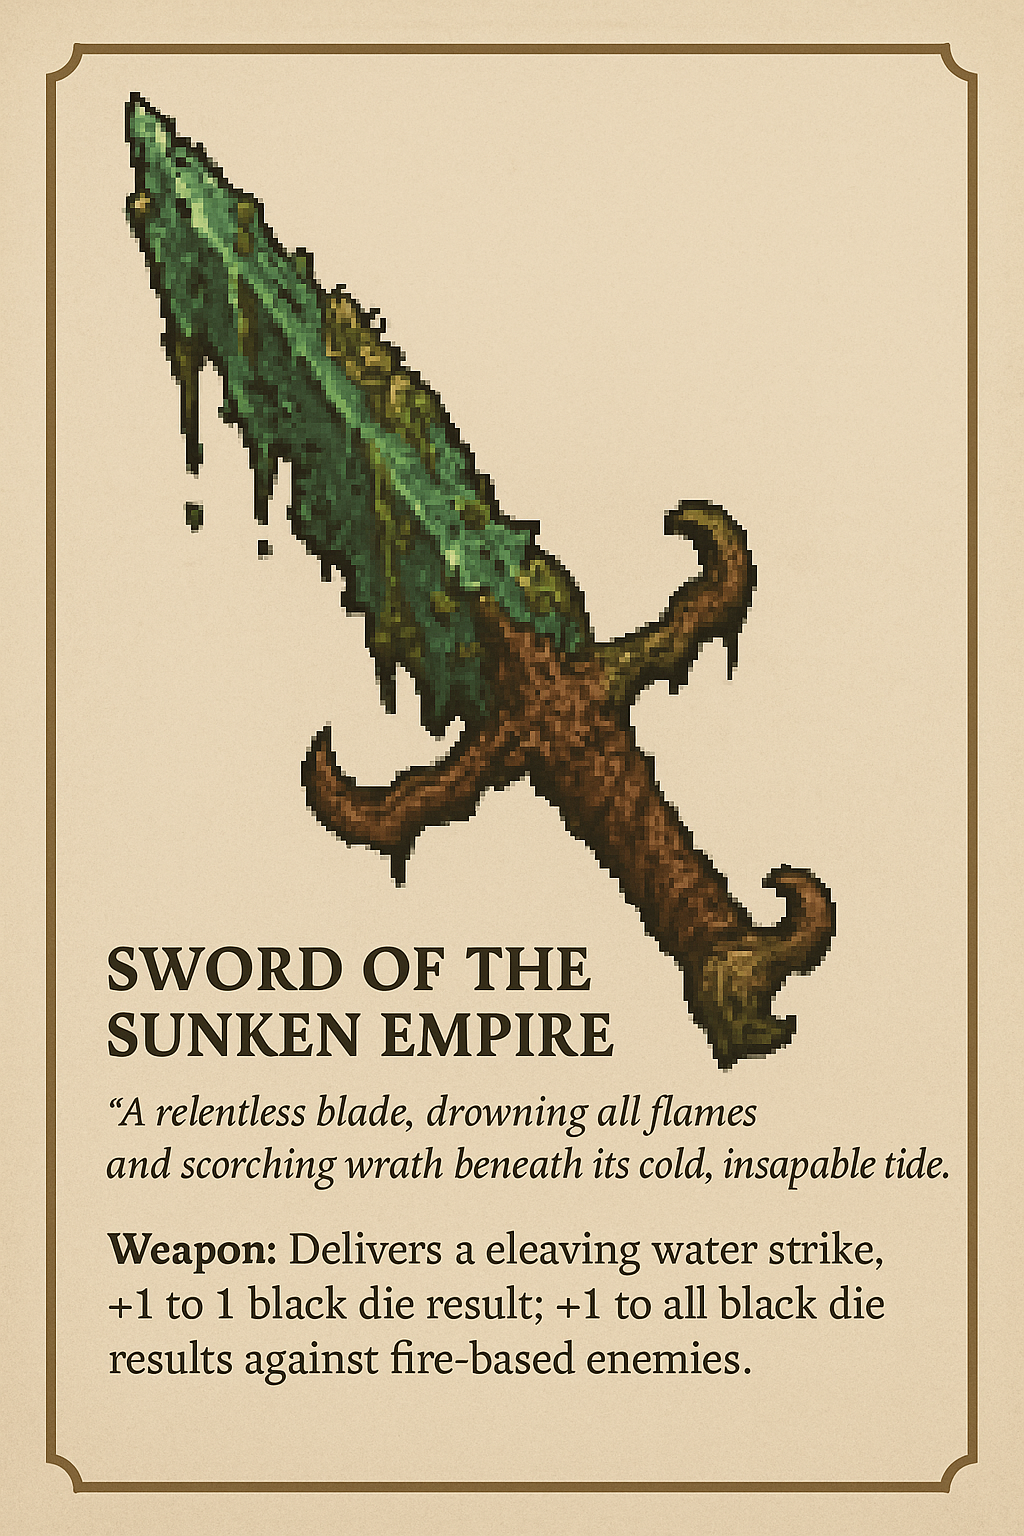 SWORD OF THE
SUNKEN EMPIRE
“A relentless blade, drowning all flames
and scorching wrath beneath its cold, insapable tide.
Weapon: Delivers a eleaving water strike,
+1 to 1 black die result; +1 to all black die
results against fire-based enemies.